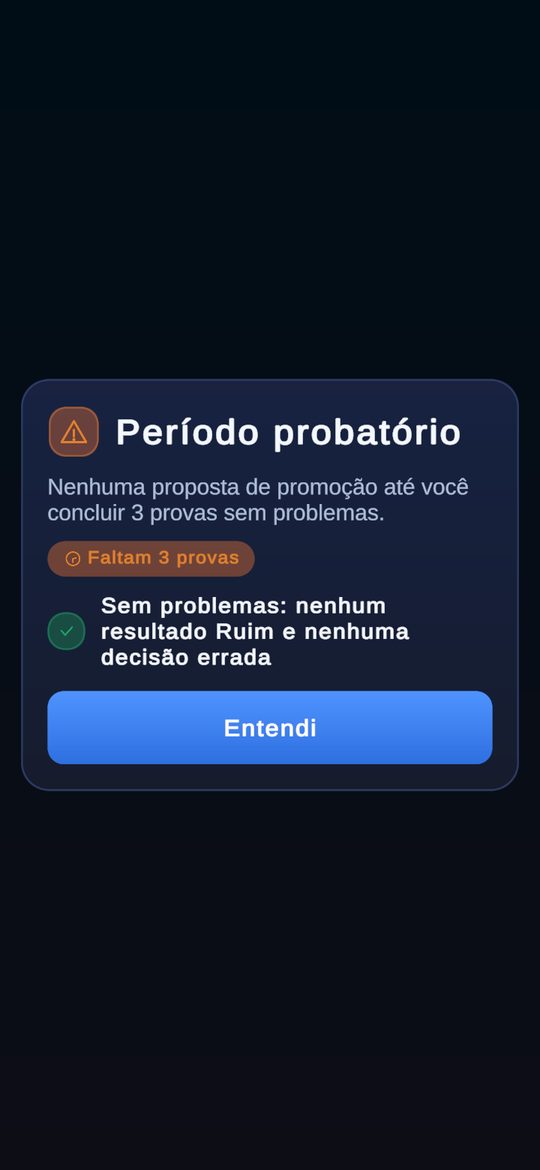 Período probatório
Nenhuma proposta de promoção até você
concluir 3 provas sem problemas.
Faltam 3 provas
Sem problemas: nenhum
resultado Ruim e nenhuma
decisão errada
Entendi